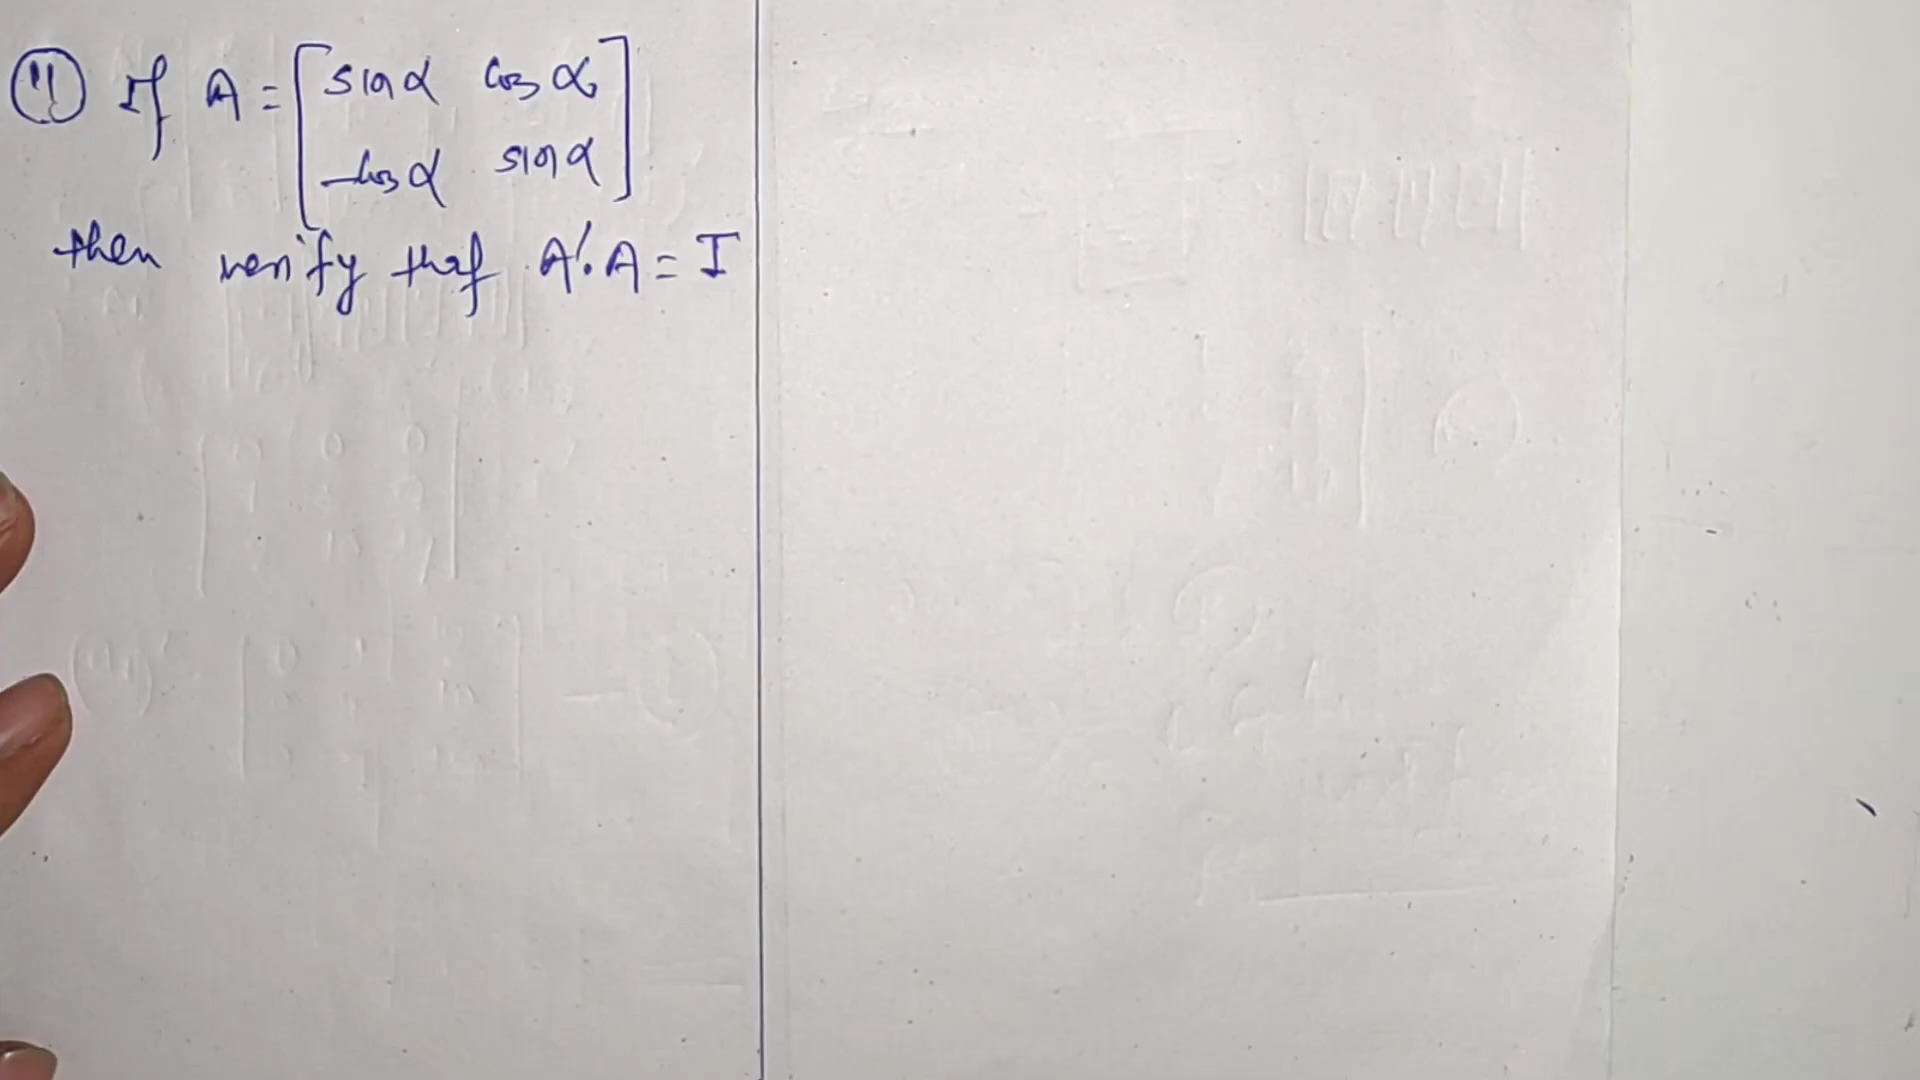 11 If A = [ sin α cos α
-cos α sin α ]
then verify that A'.A = I